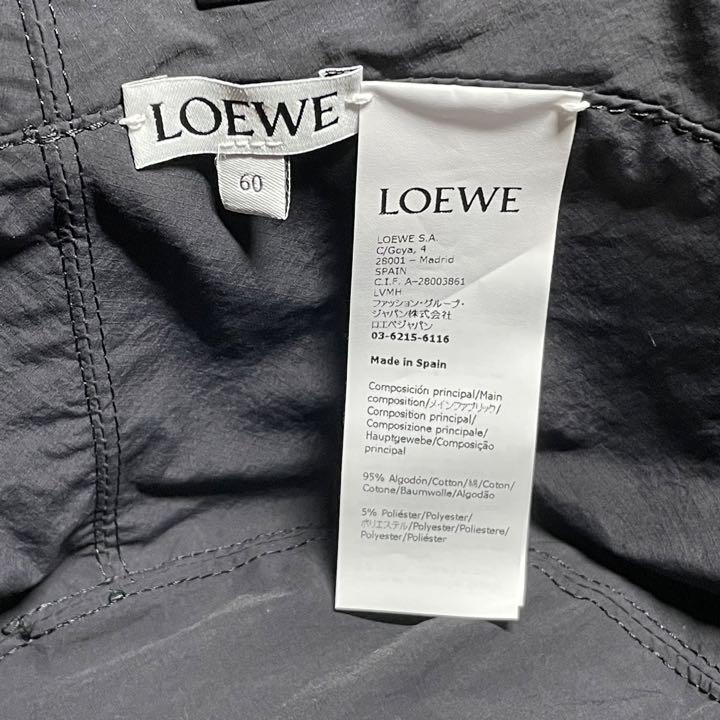 LOEWE
60
LOEWE
LOEWE S.A.
C/Goya, 4
28001 – Madrid
SPAIN
C.I.F. A-28003861
LVMH
ファッション・グループ・
ジャパン株式会社
ロエベジャパン
03-6215-6116
Made in Spain
Composición principal/Main
composition/メインファブリック/
Composition principal/
Composizione principale/
Hauptgewebe/Composição
principal
95% Algodón/Cotton/綿/Coton/
Cotone/Baumwolle/Algodão
5% Poliéster/Polyester/
ポリエステル/Polyester/Poliestere/
Polyester/Poliéster